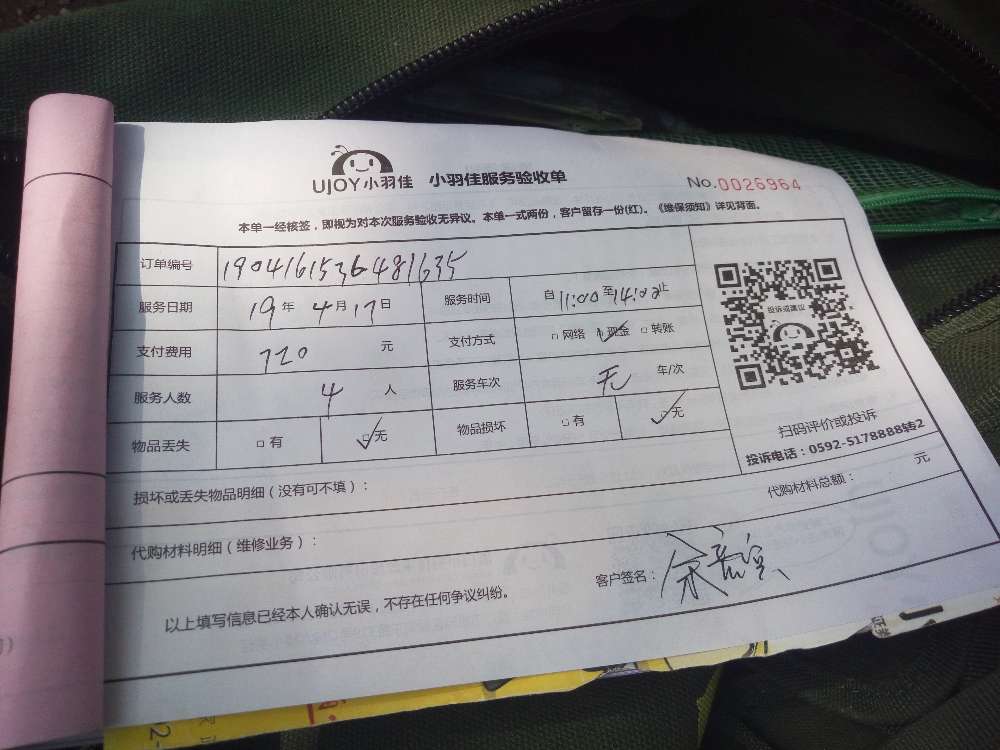 UJOY小羽佳 小羽佳服务验收单 No.0026964
本单一经核签，即视为对本次服务验收无异议。本单一式两份，客户留存一份(红)。《维保须知》详见背面。
订单编号 1904161536481635
服务日期 19年4月17日 服务时间 自11:00至14:00止
支付费用 720元 支付方式 □网络 □现金 □转账
服务人数 4人 服务车次 无 车/次
物品丢失 □有 □无 物品损坏 □有 □无
投诉或建议
扫码评价或投诉
投诉电话：0592-5178888转2
损坏或丢失物品明细（没有可不填）：
代购材料明细（维修业务）： 代购材料总额： 元
以上填写信息已经本人确认无误，不存在任何争议纠纷。 客户签名：